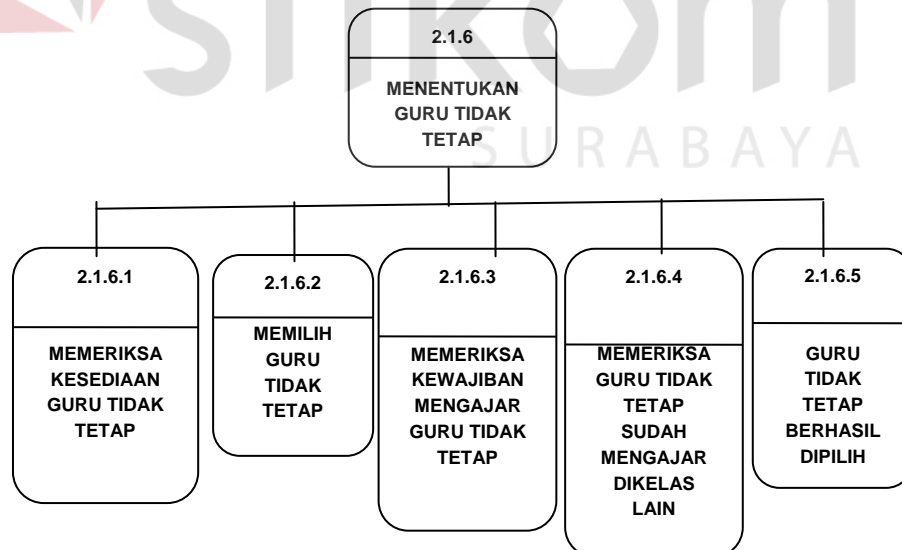 stikom
SURABAYA
2.1.6
MENENTUKAN
GURU TIDAK
TETAP
2.1.6.1
MEMERIKSA
KESEDIAAN
GURU TIDAK
TETAP
2.1.6.2
MEMILIH
GURU
TIDAK
TETAP
2.1.6.3
MEMERIKSA
KEWAJIBAN
MENGAJAR
GURU TIDAK
TETAP
2.1.6.4
MEMERIKSA
GURU TIDAK
TETAP
SUDAH
MENGAJAR
DIKELAS
LAIN
2.1.6.5
GURU
TIDAK
TETAP
BERHASIL
DIPILIH